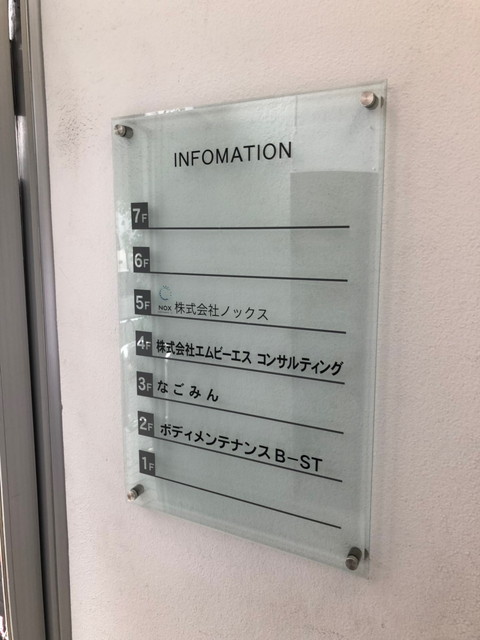 INFOMATION
7F
6F
5F NOX 株式会社ノックス
4F 株式会社エムピーエス コンサルティング
3F なごみん
2F ボディメンテナンスB-ST
1F